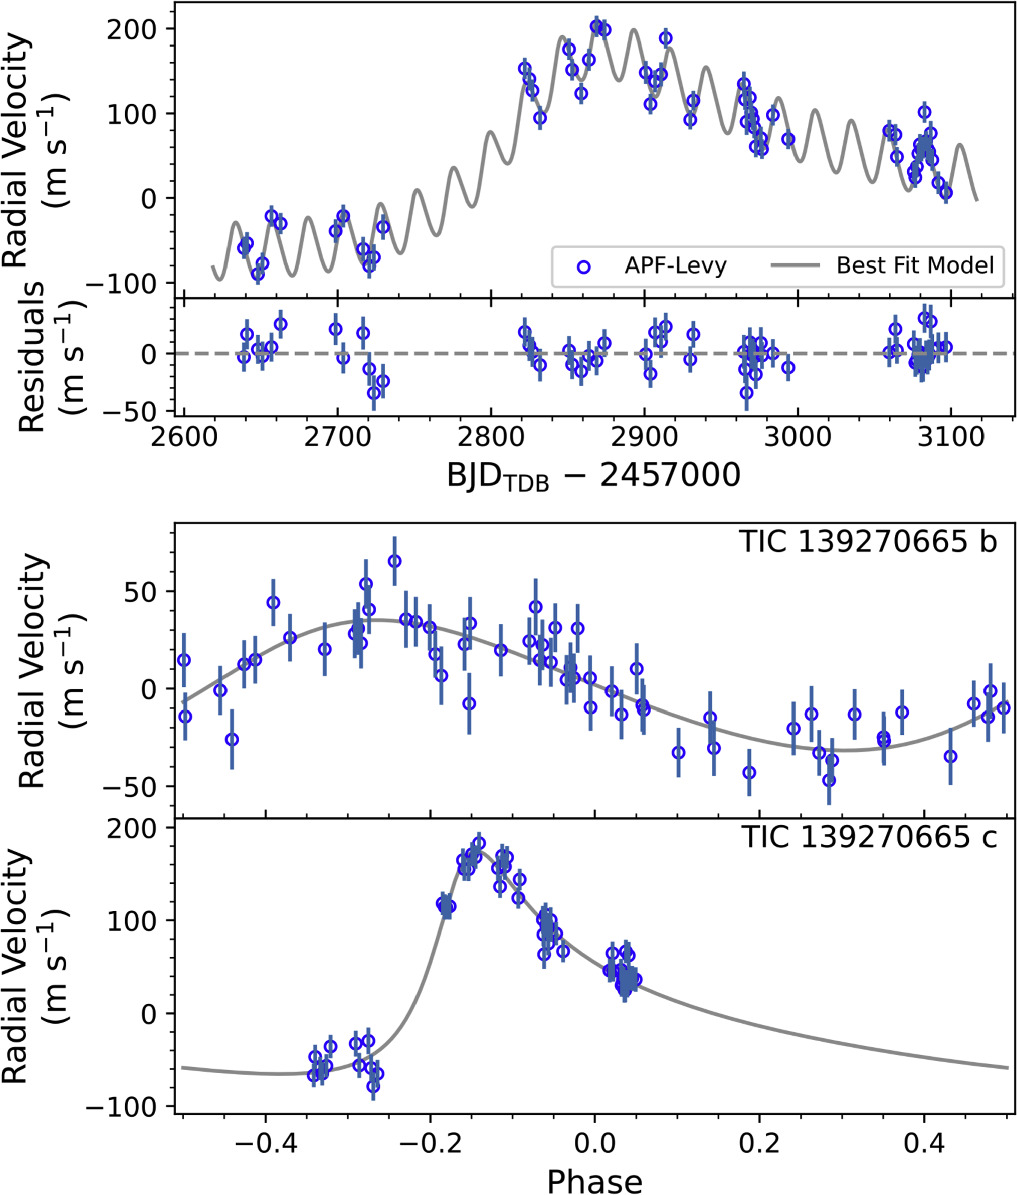 Radial Velocity
(m s⁻¹)
200
100
0
−100
APF-Levy
Best Fit Model
Residuals
(m s⁻¹)
0
−50
2600 2700 2800 2900 3000 3100
BJD_TDB − 2457000
Radial Velocity
(m s⁻¹)
50
0
−50
TIC 139270665 b
Radial Velocity
(m s⁻¹)
200
100
0
−100
TIC 139270665 c
−0.4 −0.2 0.0 0.2 0.4
Phase